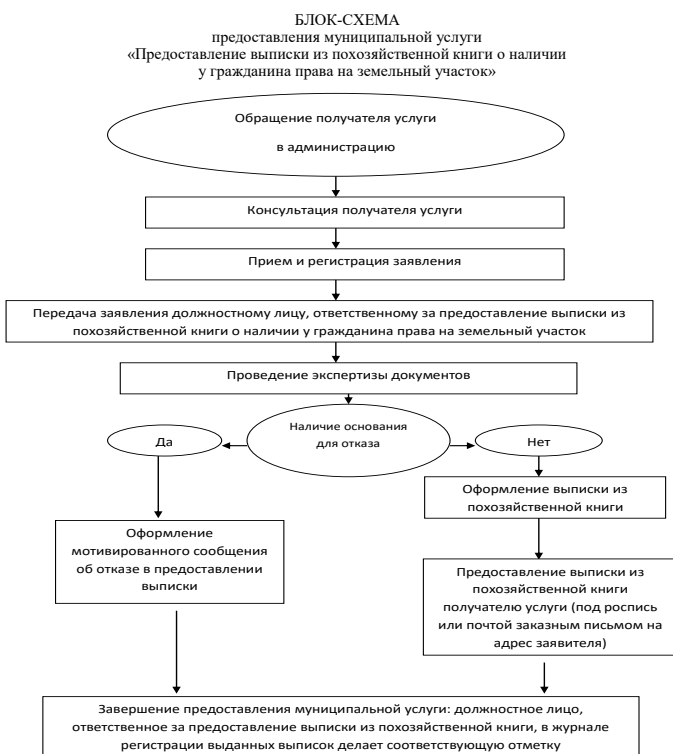 БЛОК-СХЕМА
предоставления муниципальной услуги
«Предоставление выписки из похозяйственной книги о наличии
у гражданина права на земельный участок»
Обращение получателя услуги
в администрацию
Консультация получателя услуги
Прием и регистрация заявления
Передача заявления должностному лицу, ответственному за предоставление выписки из
похозяйственной книги о наличии у гражданина права на земельный участок
Проведение экспертизы документов
Наличие основания
для отказа
Да
Нет
Оформление выписки из
похозяйственной книги
Оформление
мотивированного сообщения
об отказе в предоставлении
выписки
Предоставление выписки из
похозяйственной книги
получателю услуги (под роспись
или почтой заказным письмом на
адрес заявителя)
Завершение предоставления муниципальной услуги: должностное лицо,
ответственное за предоставление выписки из похозяйственной книги, в журнале
регистрации выданных выписок делает соответствующую отметку